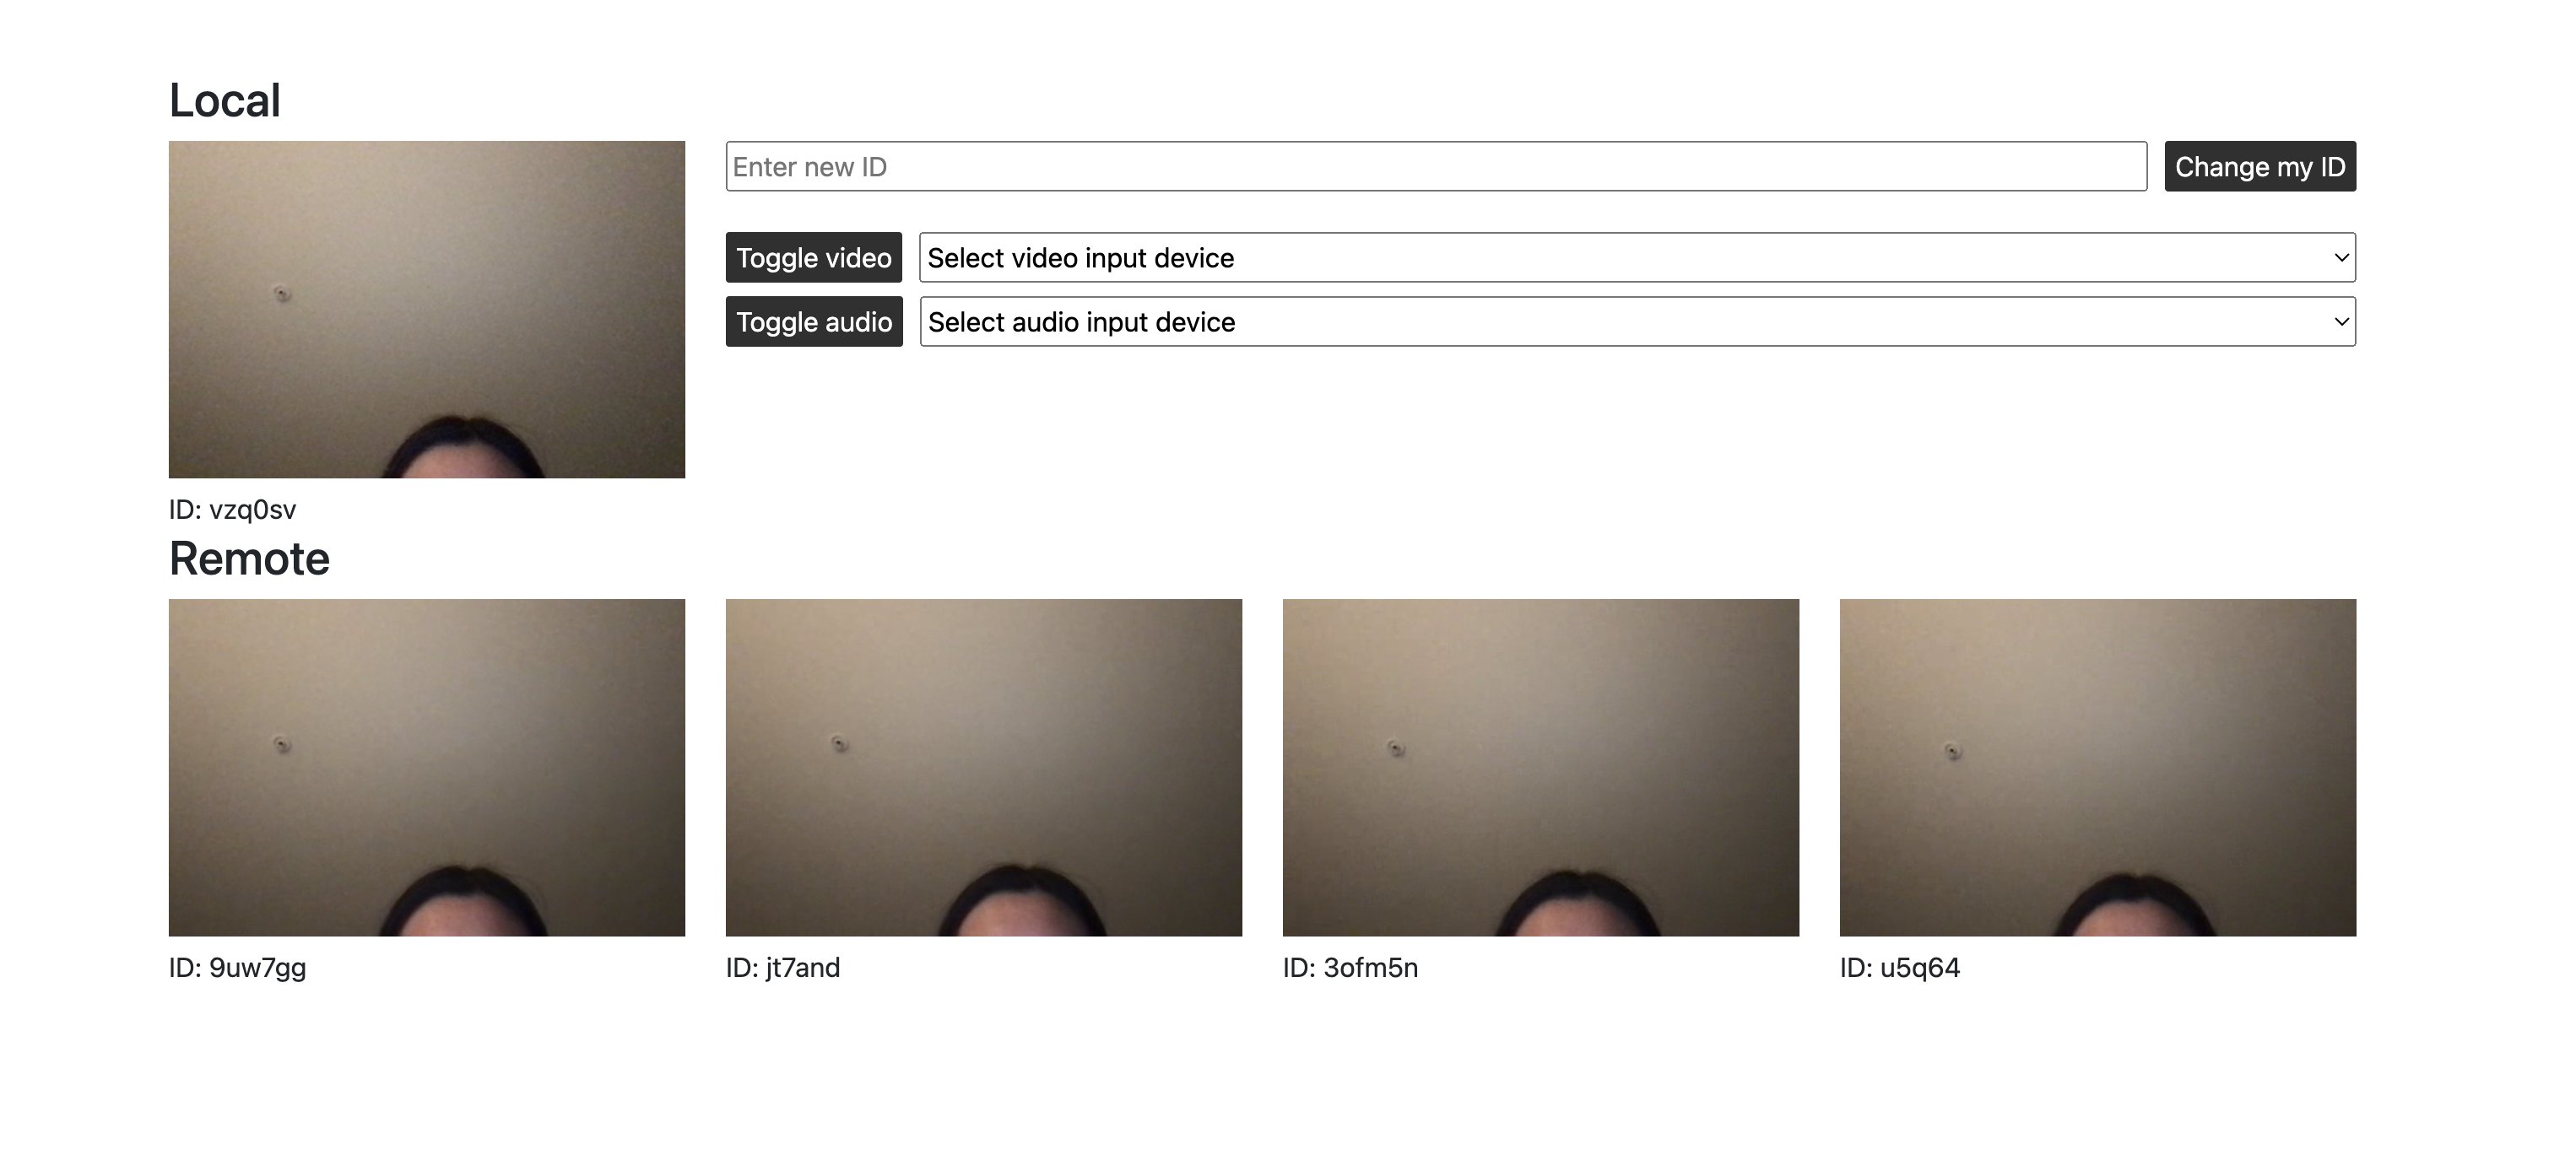 Local
Enter new ID
Change my ID
Toggle video
Select video input device
Toggle audio
Select audio input device
ID: vzq0sv
Remote
ID: 9uw7gg
ID: jt7and
ID: 3ofm5n
ID: u5q64